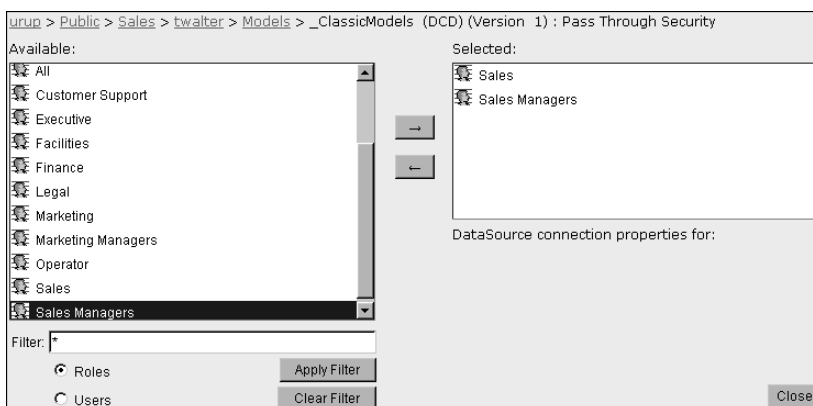 urup > Public > Sales > twalter > Models > _ClassicModels (DCD) (Version 1) : Pass Through Security
Available:
All
Customer Support
Executive
Facilities
Finance
Legal
Marketing
Marketing Managers
Operator
Sales
Sales Managers
Filter: *
Roles
Apply Filter
Users
Clear Filter
→
←
Selected:
Sales
Sales Managers
DataSource connection properties for:
Close